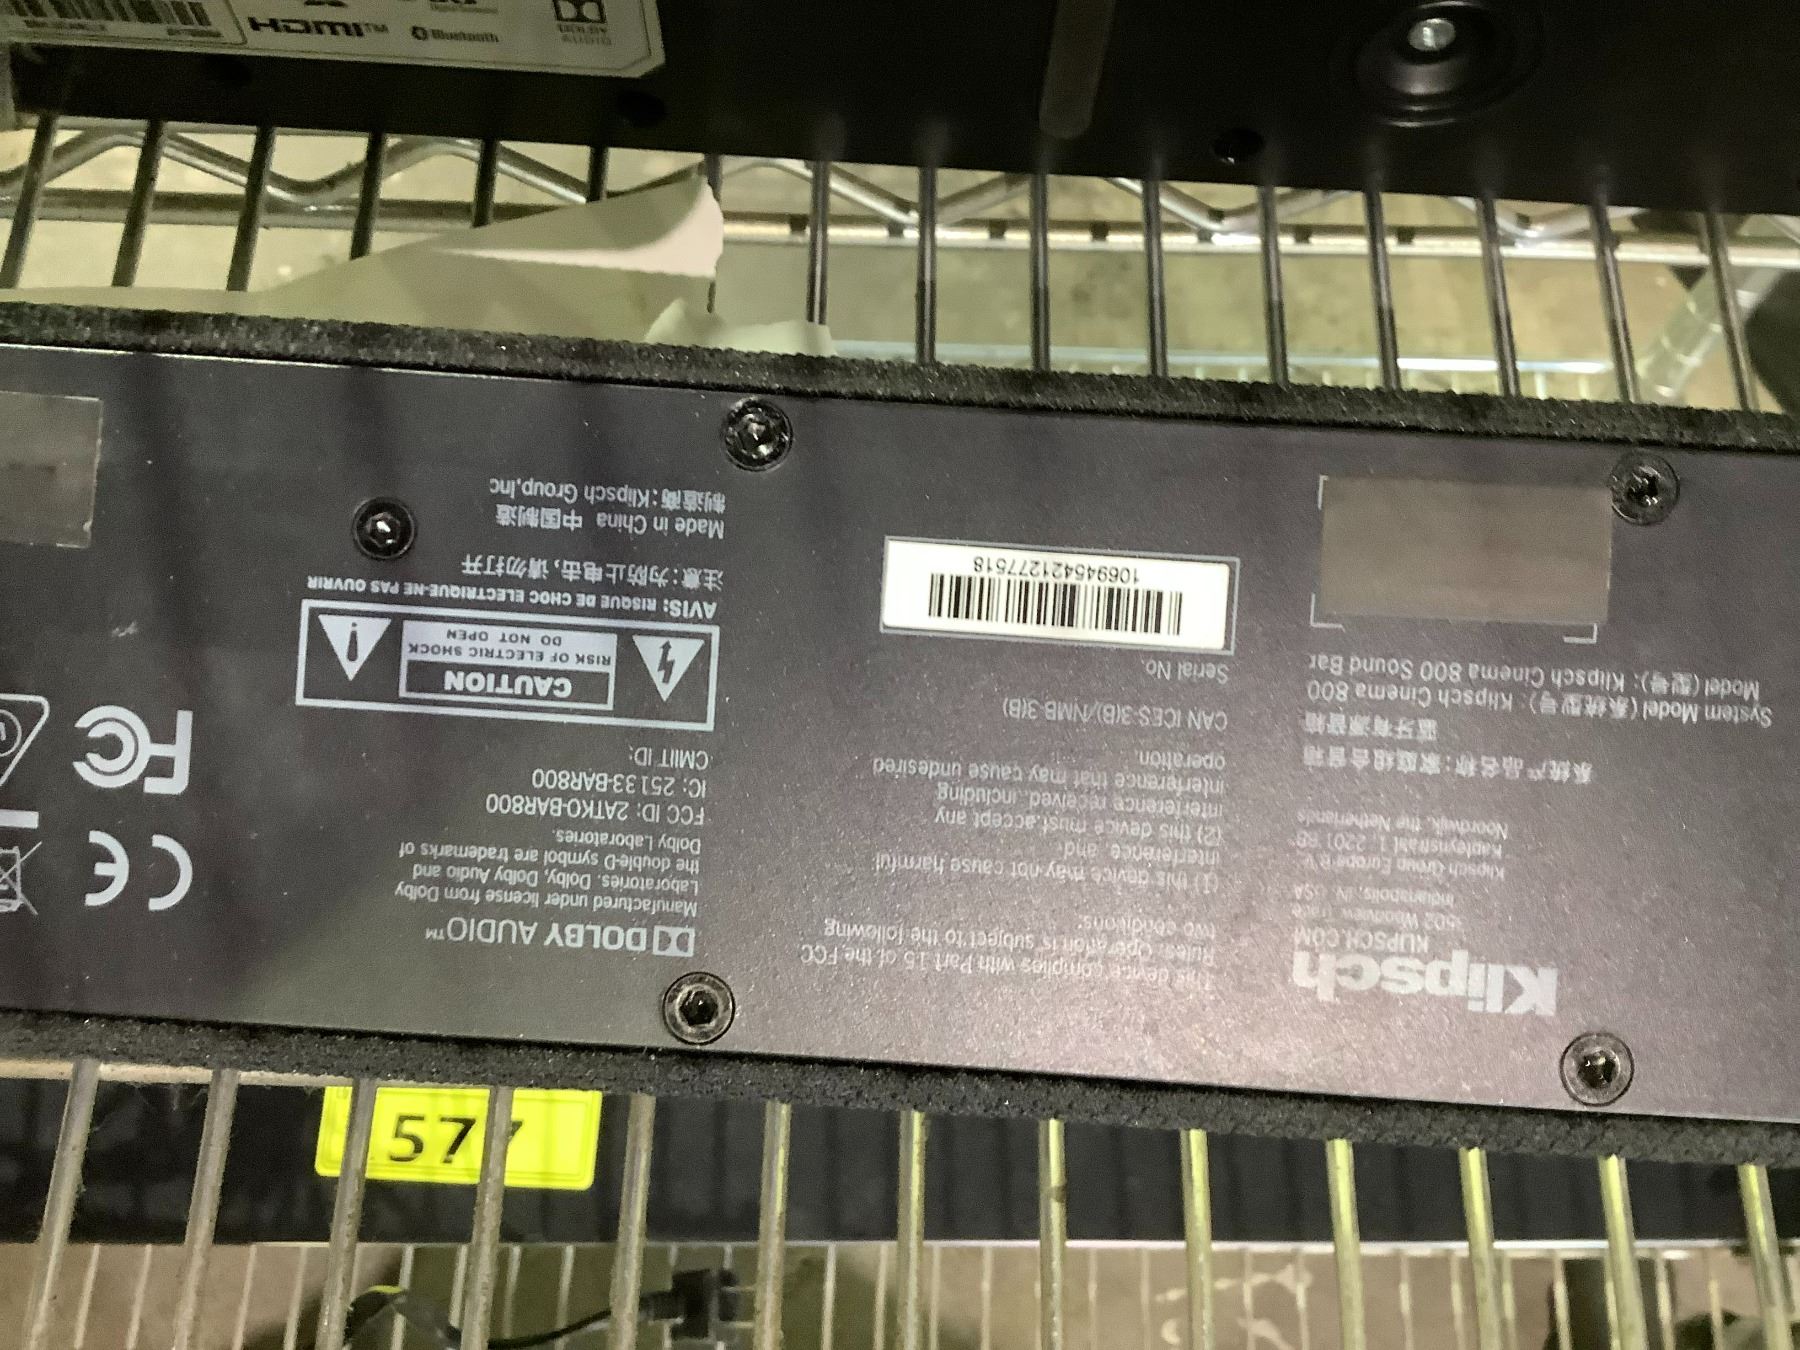 HDMI™
Bluetooth
DOLBY
AUDIO
Klipsch
KLIPSCH.COM
3502 Woodview Trace
Indianapolis, IN, USA
Klipsch Group Europe B.V.
Noordwijk, the Netherlands
系统产品名称：家庭组合音箱
蓝牙有源音箱
System Model (系统型号)：Klipsch Cinema 800
Model (型号)：Klipsch Cinema 800 Sound Bar
This device complies with Part 15 of the FCC
Rules. Operation is subject to the following
two conditions:
(1) this device may not cause harmful
interference, and
(2) this device must accept any
interference received, including
interference that may cause undesired
operation.
CAN ICES-3(B)/NMB-3(B)
Serial No.
1069454212277518
DOLBY AUDIO™
Manufactured under license from Dolby
Laboratories. Dolby, Dolby Audio and
the double-D symbol are trademarks of
Dolby Laboratories.
FCC ID: 2ATKO-BAR800
IC: 25133-BAR800
CMIIT ID:
CAUTION
RISK OF ELECTRIC SHOCK
DO NOT OPEN
AVIS: RISQUE DE CHOC ELECTRIQUE-NE PAS OUVRIR
注意：为防止电击，请勿打开
Made in China 中国制造
制造商：Klipsch Group,Inc
CE
FC
577